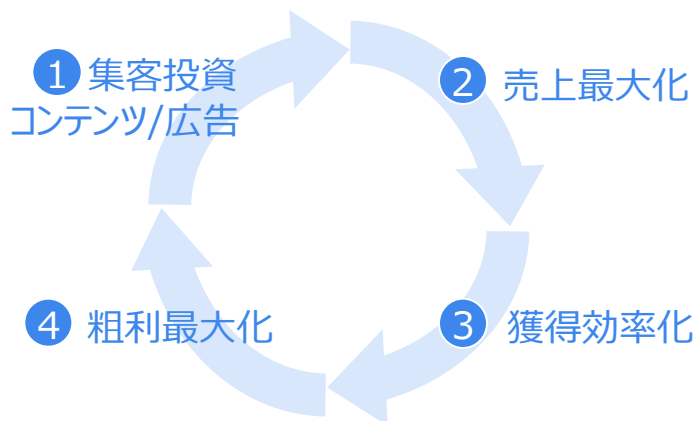 1 集客投資
コンテンツ/広告
2 売上最大化
3 獲得効率化
4 粗利最大化